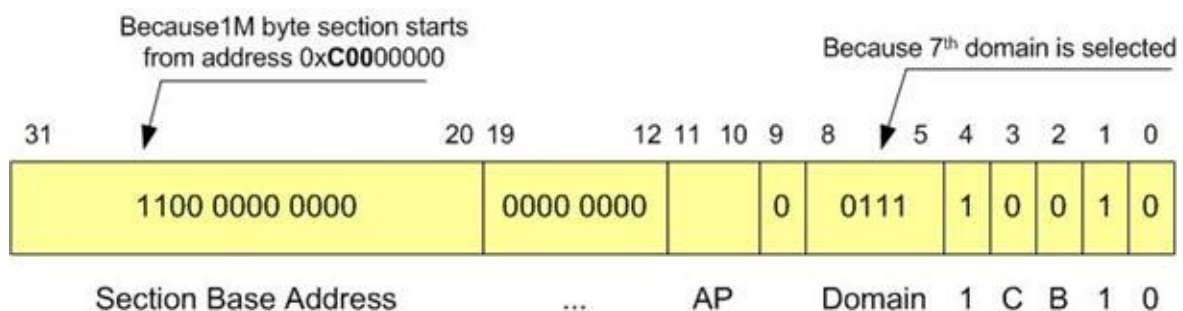 Because1M byte section starts
from address 0xC0000000
Because 7th domain is selected
31 20 19 12 11 10 9 8 5 4 3 2 1 0
1100 0000 0000 0000 0000 0 0111 1 0 0 1 0
Section Base Address ... AP Domain 1 C B 1 0